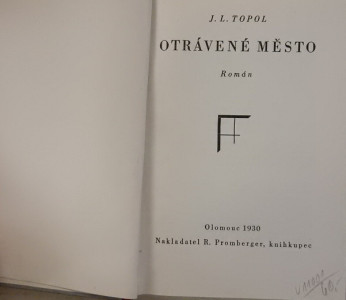 J. L. TOPOL
OTRÁVENÉ MĚSTO
Román
Olomouc 1930
Nakladatel R. Promberger, knihkupec